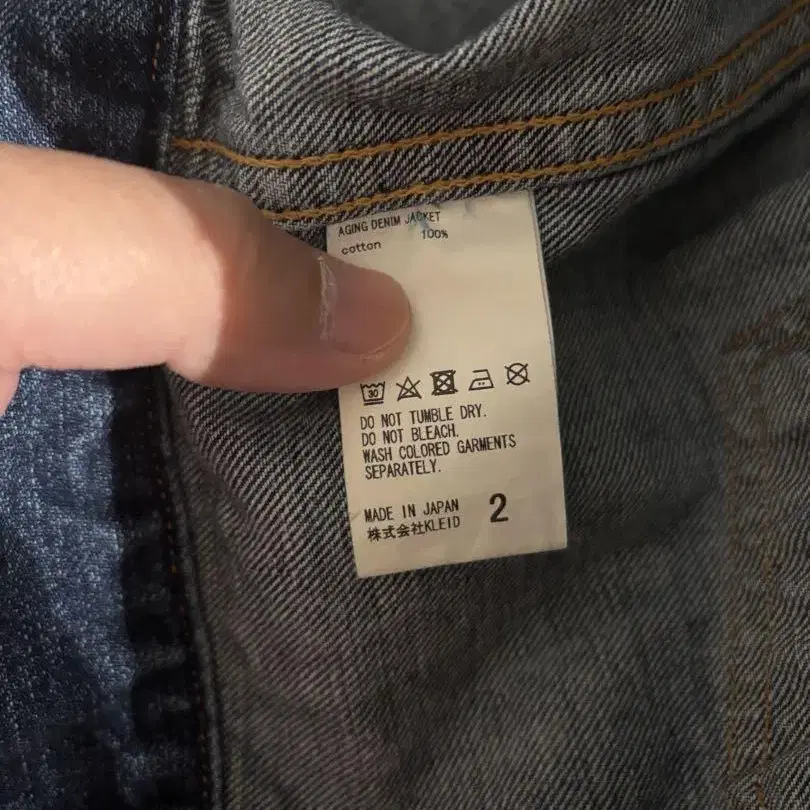 AGING DENIM JACKET
cotton 100%
30
DO NOT TUMBLE DRY.
DO NOT BLEACH.
WASH COLORED GARMENTS
SEPARATELY.
MADE IN JAPAN 2
株式会社KLEID